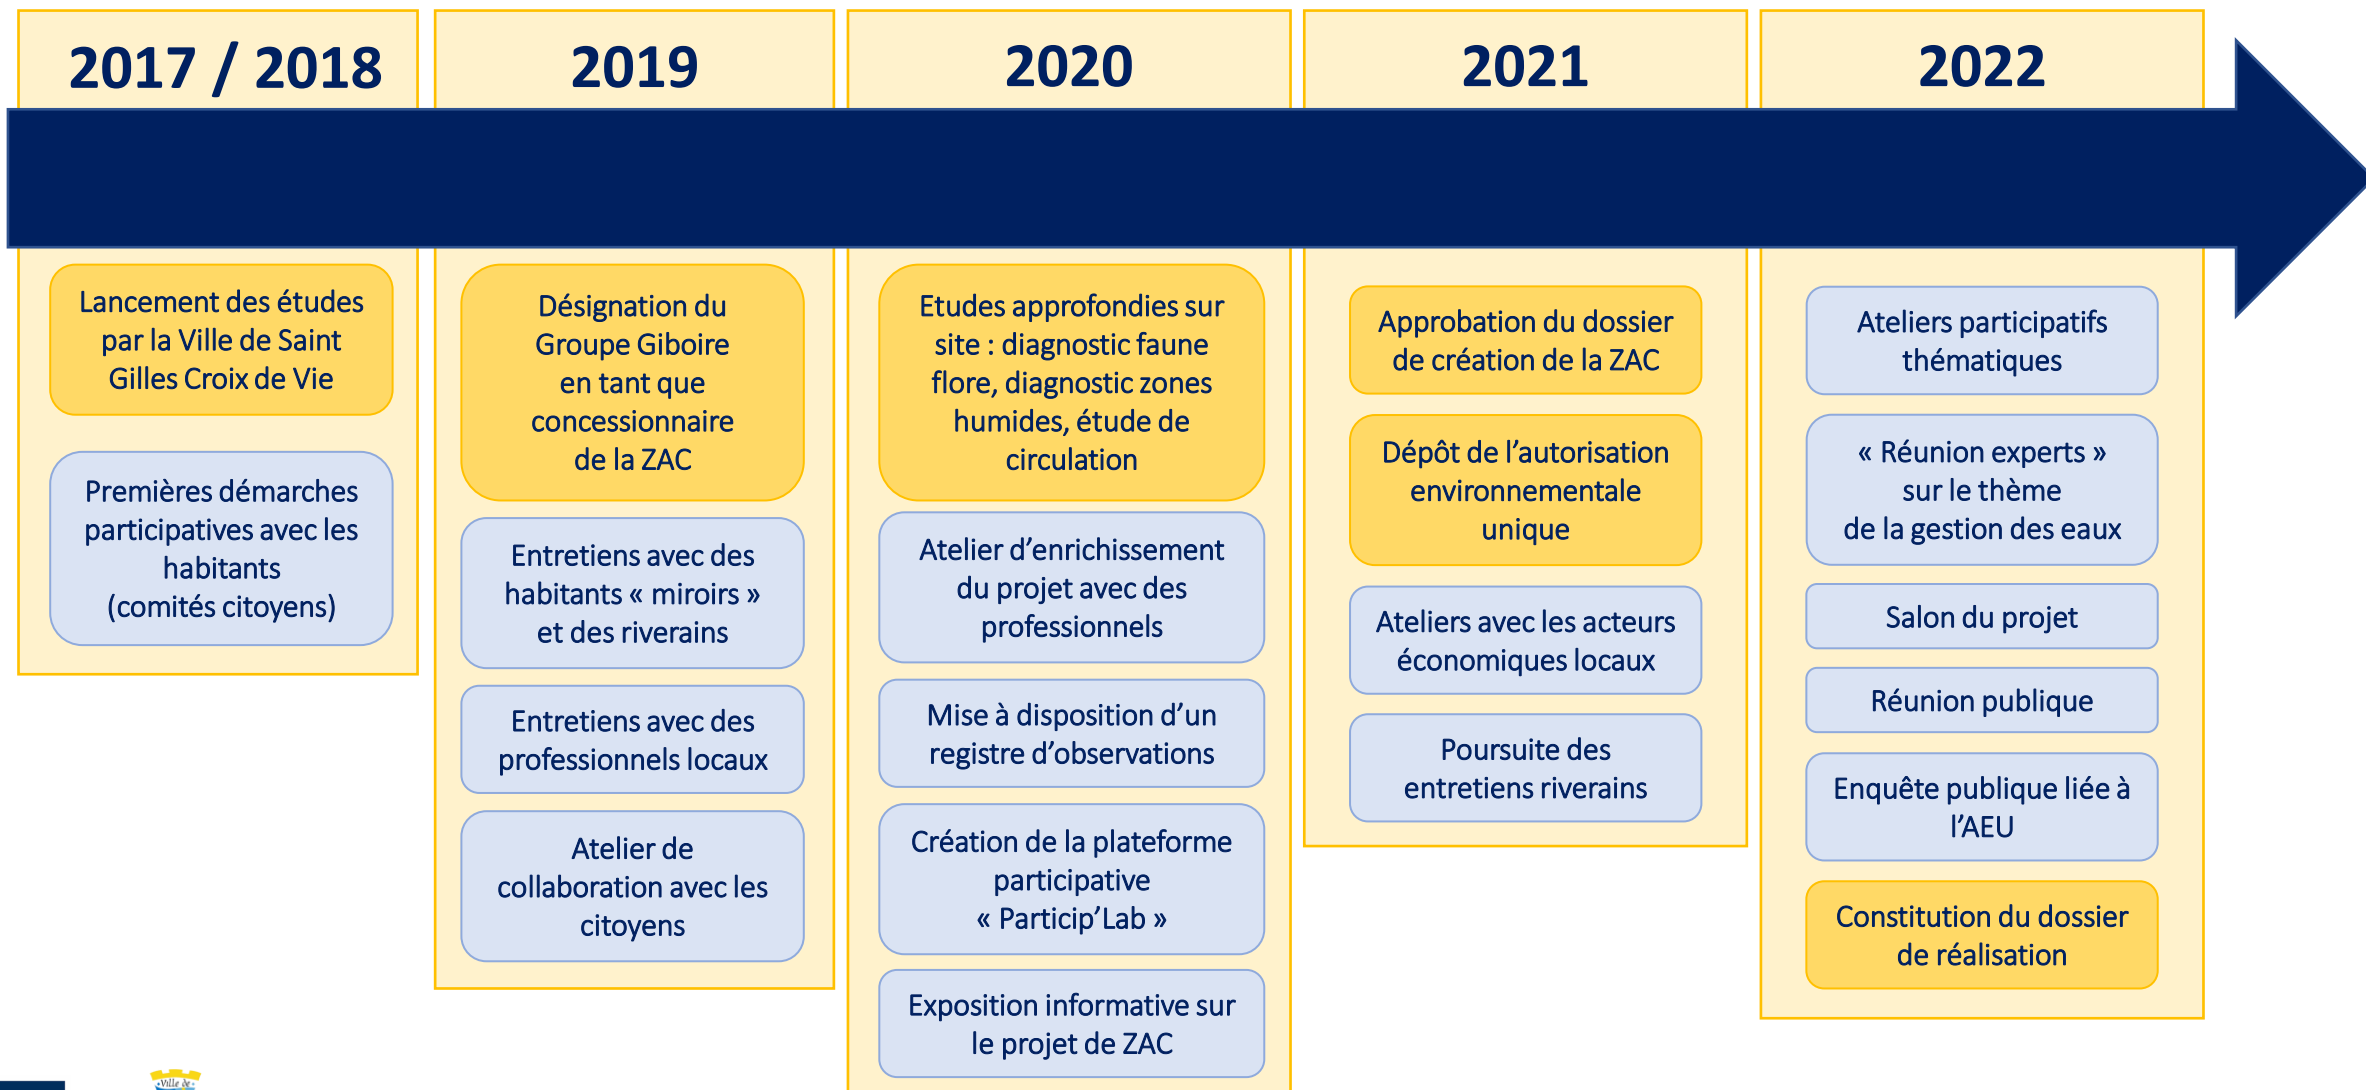 2017 / 2018
Lancement des études
par la Ville de Saint
Gilles Croix de Vie
Premières démarches
participatives avec les
habitants
(comités citoyens)
2019
Désignation du
Groupe Giboire
en tant que
concessionnaire
de la ZAC
Entretiens avec des
habitants « miroirs »
et des riverains
Entretiens avec des
professionnels locaux
Atelier de
collaboration avec les
citoyens
2020
Etudes approfondies sur
site : diagnostic faune
flore, diagnostic zones
humides, étude de
circulation
Atelier d’enrichissement
du projet avec des
professionnels
Mise à disposition d’un
registre d’observations
Création de la plateforme
participative
« Particip’Lab »
Exposition informative sur
le projet de ZAC
2021
Approbation du dossier
de création de la ZAC
Dépôt de l’autorisation
environnementale
unique
Ateliers avec les acteurs
économiques locaux
Poursuite des
entretiens riverains
2022
Ateliers participatifs
thématiques
« Réunion experts »
sur le thème
de la gestion des eaux
Salon du projet
Réunion publique
Enquête publique liée à
l’AEU
Constitution du dossier
de réalisation
Ville de